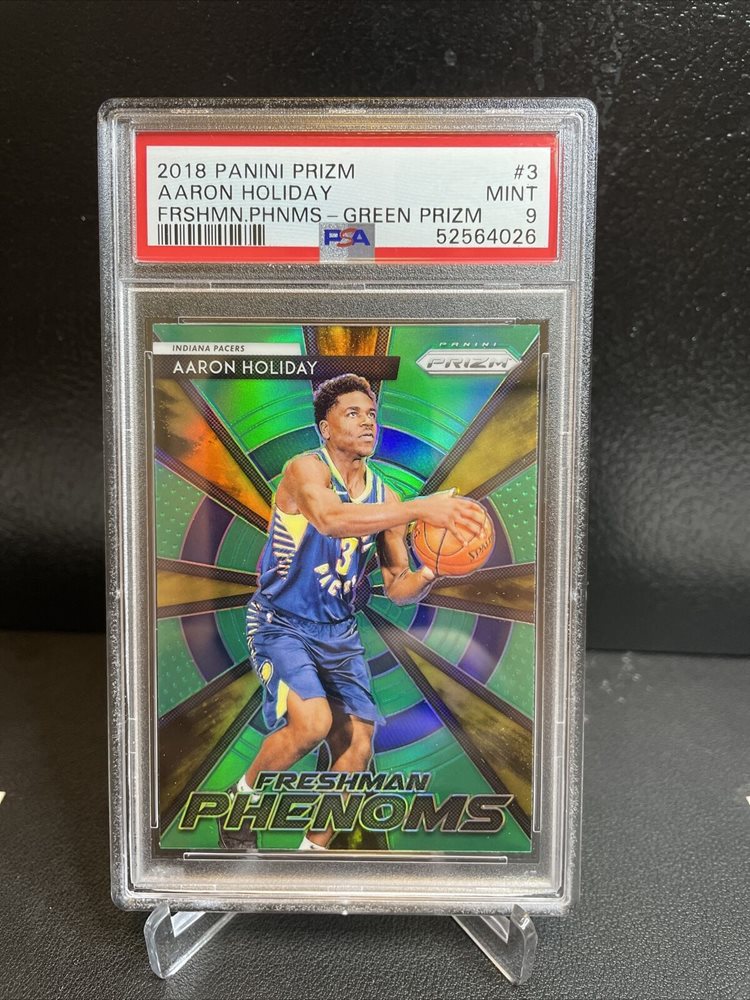 2018 PANINI PRIZM #3
AARON HOLIDAY MINT
FRSHMN.PHNMS – GREEN PRIZM 9
PSA 52564026
PANINI
PRIZM
INDIANA PACERS
AARON HOLIDAY
3
FRESHMAN
PHENOMS